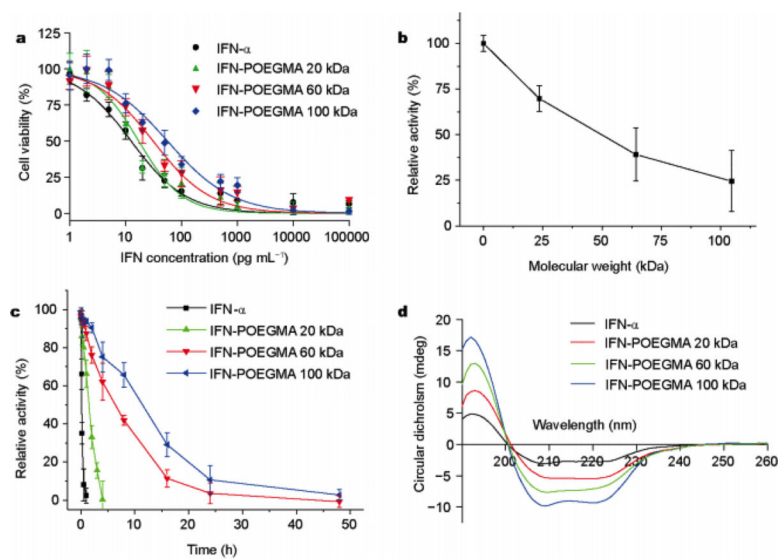 a
IFN-α
IFN-POEGMA 20 kDa
IFN-POEGMA 60 kDa
IFN-POEGMA 100 kDa
125
100
75
50
25
0
Cell viability (%)
1 10 100 1000 10000 100000
IFN concentration (pg mL⁻¹)
b
100
75
50
25
0
Relative activity (%)
0 25 50 75 100
Molecular weight (kDa)
c
IFN-α
IFN-POEGMA 20 kDa
IFN-POEGMA 60 kDa
IFN-POEGMA 100 kDa
100
80
60
40
20
0
Relative activity (%)
0 10 20 30 40 50
Time (h)
d
IFN-α
IFN-POEGMA 20 kDa
IFN-POEGMA 60 kDa
IFN-POEGMA 100 kDa
20
15
10
5
0
−5
−10
Circular dichroism (mdeg)
Wavelength (nm)
200 210 220 230 240 250 260